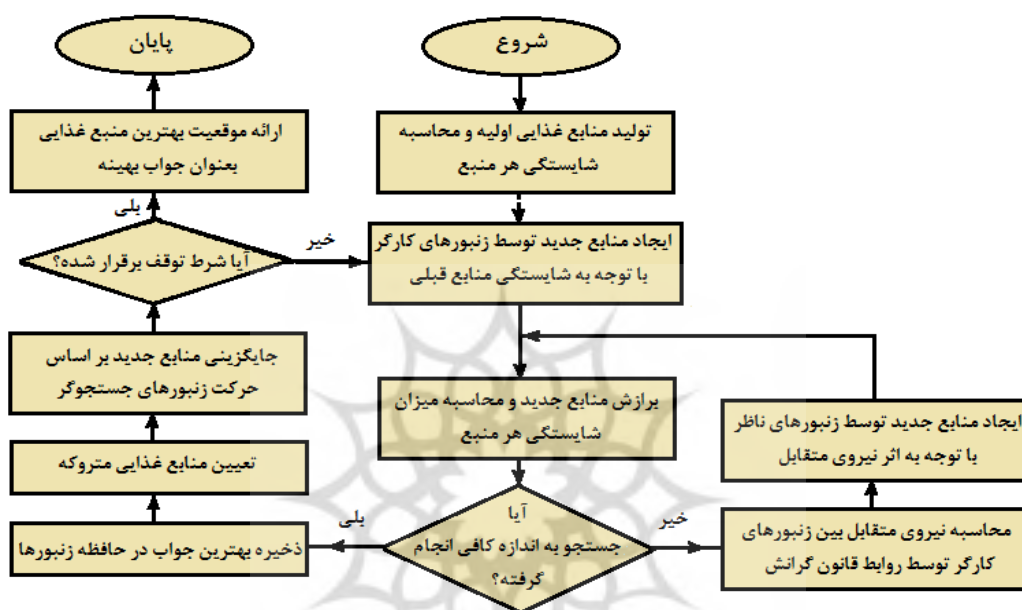 شروع
تولید منابع غذایی اولیه و محاسبه
شایستگی هر منبع
ایجاد منابع جدید توسط زنبورهای کارگر
با توجه به شایستگی منابع قبلی
برازش منابع جدید و محاسبه میزان
شایستگی هر منبع
آیا
جستجو به اندازه کافی انجام
گرفته؟
خیر
محاسبه نیروی متقابل بین زنبورهای
کارگر توسط روابط قانون گرانش
ایجاد منابع جدید توسط زنبورهای ناظر
با توجه به اثر نیروی متقابل
بلی
ذخیره بهترین جواب در حافظه زنبورها
تعیین منابع غذایی متروکه
جایگزینی منابع جدید بر اساس
حرکت زنبورهای جستجوگر
آیا شرط توقف برقرار شده؟
خیر
بلی
ارائه موقعیت بهترین منبع غذایی
بعنوان جواب بهینه
پایان